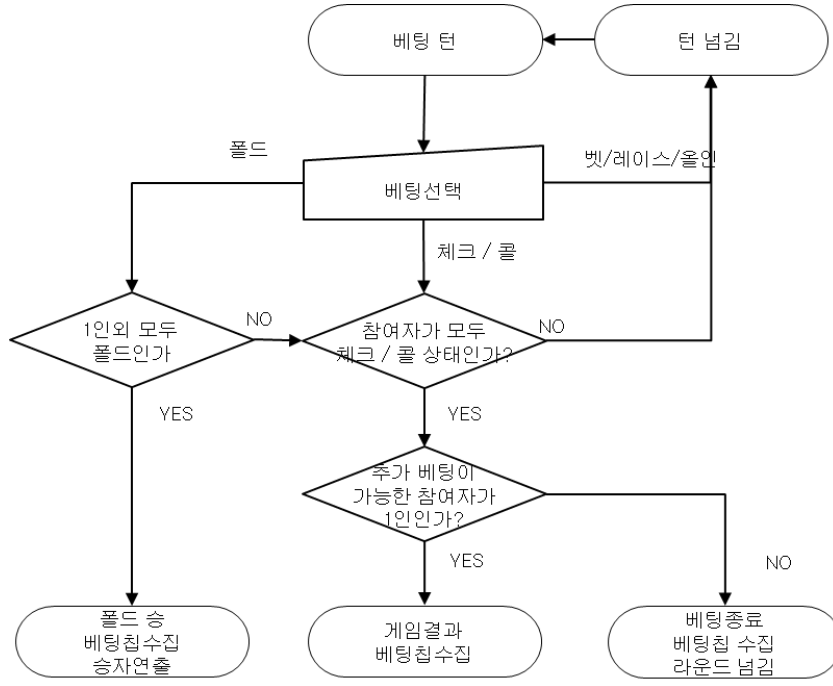 베팅 턴
턴 넘김
폴드
벳/레이스/올인
베팅선택
체크 / 콜
1인외 모두
폴드인가
NO
참여자가 모두
체크 / 콜 상태인가?
NO
YES
YES
추가 베팅이
가능한 참여자가
1인인가?
YES
NO
폴드 승
베팅칩수집
승자연출
게임결과
베팅칩수집
베팅종료
베팅칩 수집
라운드 넘김